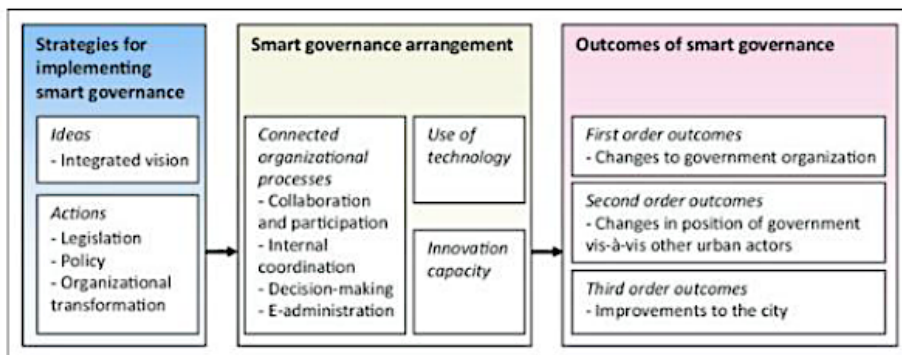 Strategies for
implementing
smart governance
Ideas
- Integrated vision
Actions
- Legislation
- Policy
- Organizational
transformation
Smart governance arrangement
Connected
organizational
processes
- Collaboration
and participation
- Internal
coordination
- Decision-making
- E-administration
Use of
technology
Innovation
capacity
Outcomes of smart governance
First order outcomes
- Changes to government organization
Second order outcomes
- Changes in position of government
vis-à-vis other urban actors
Third order outcomes
- Improvements to the city